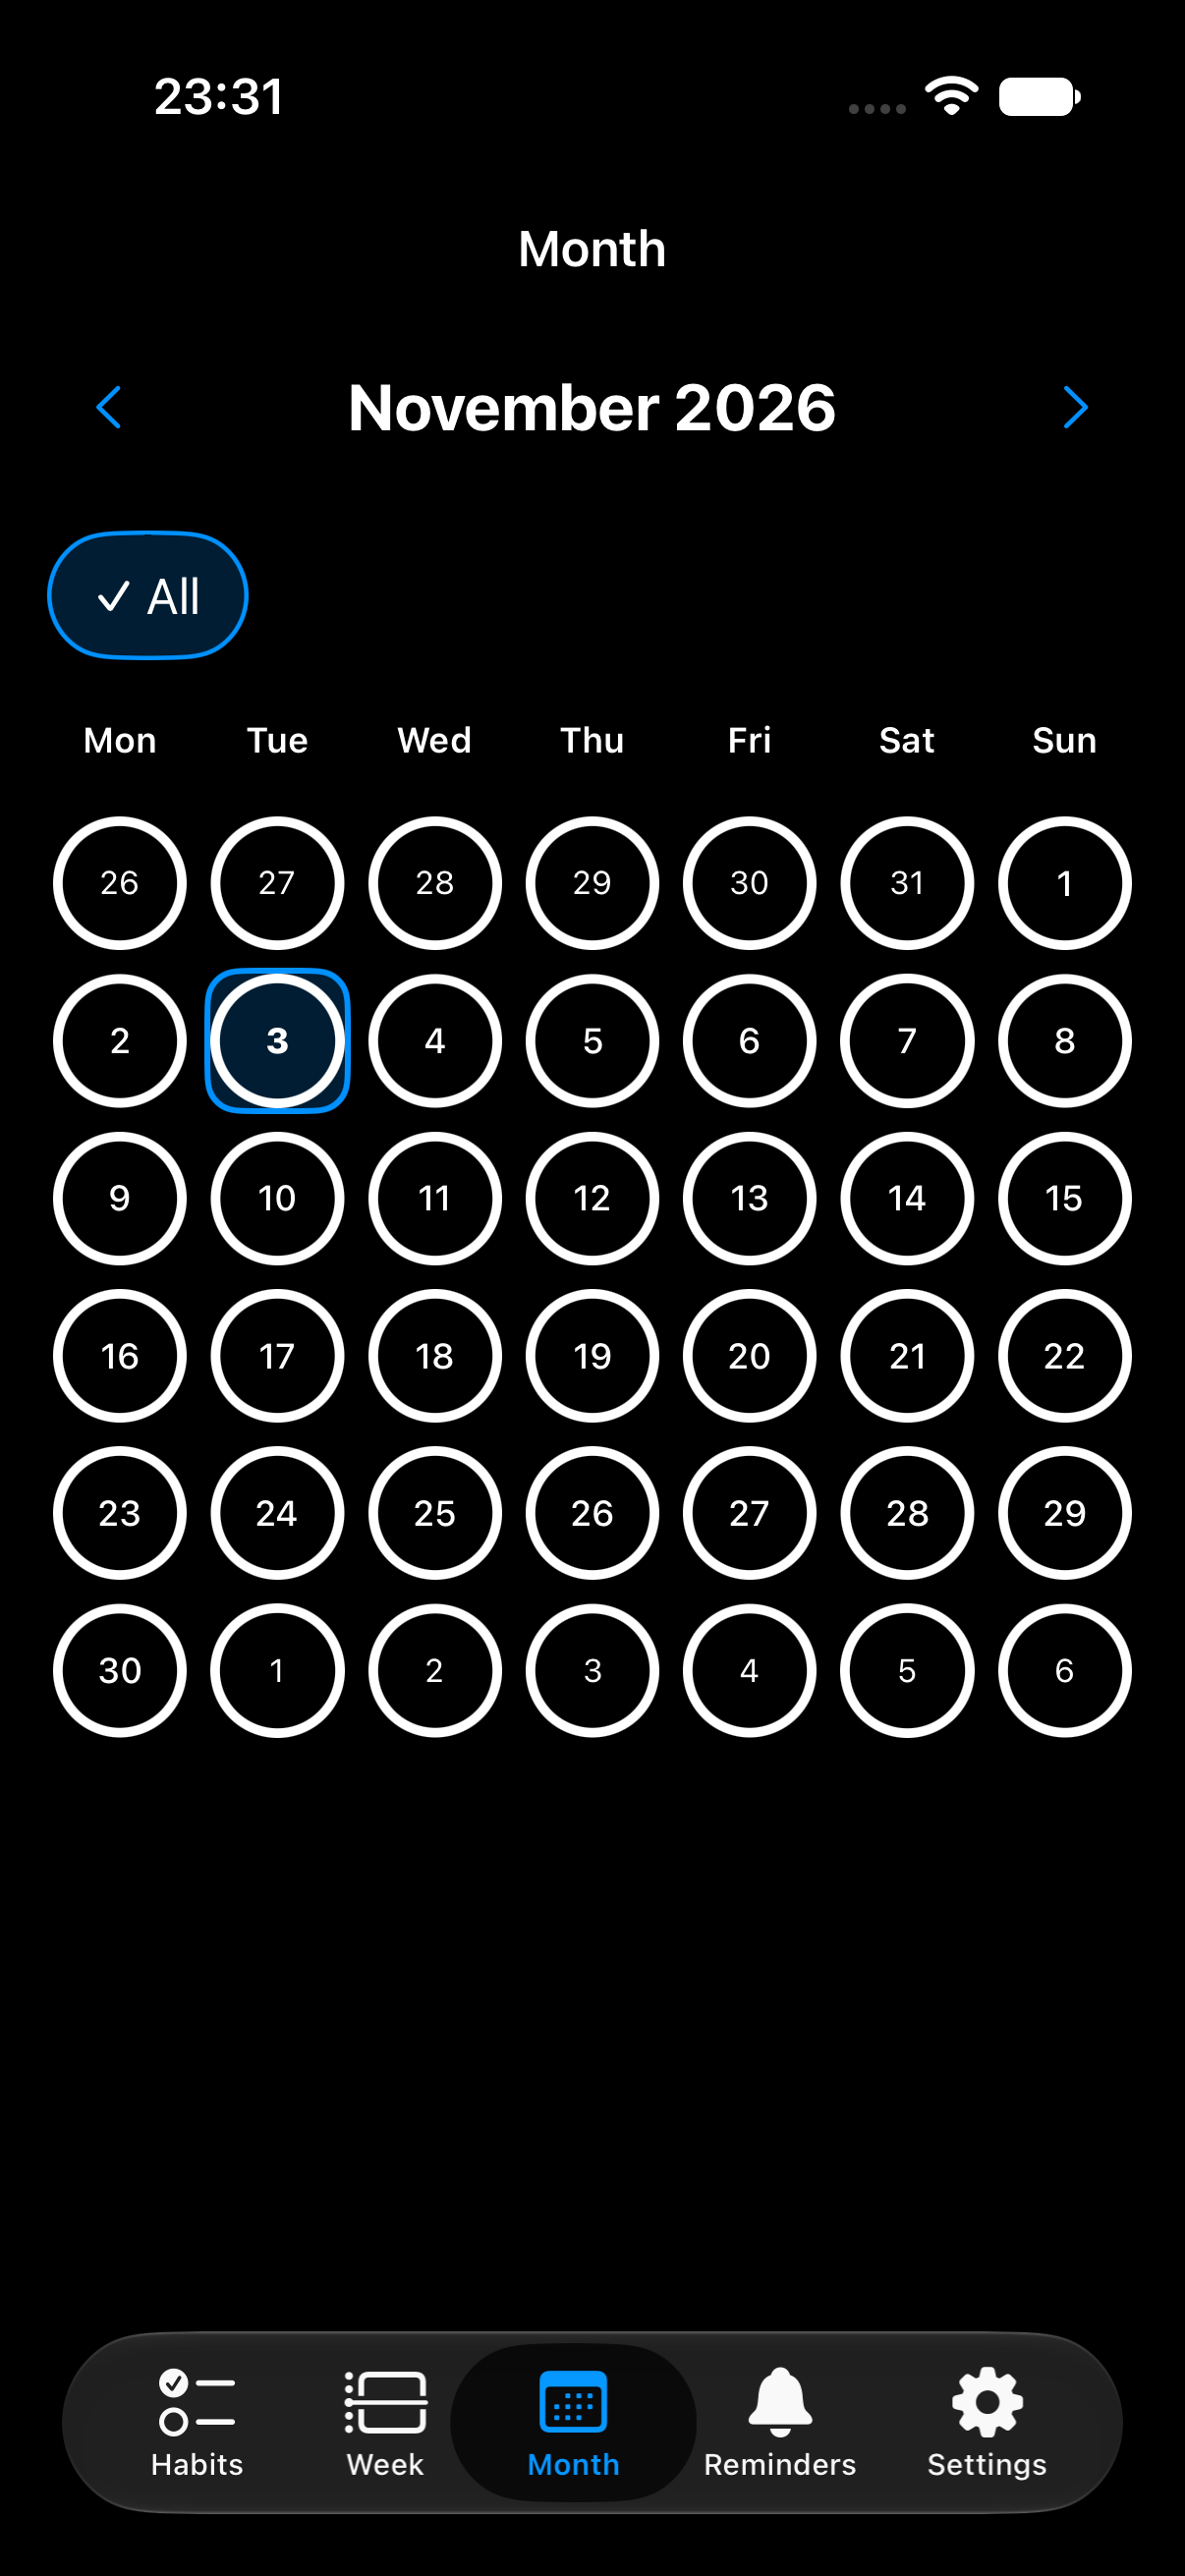 23:31
Month
November 2026
✓ All
Mon Tue Wed Thu Fri Sat Sun
26 27 28 29 30 31 1
2 3 4 5 6 7 8
9 10 11 12 13 14 15
16 17 18 19 20 21 22
23 24 25 26 27 28 29
30 1 2 3 4 5 6
Habits Week Month Reminders Settings